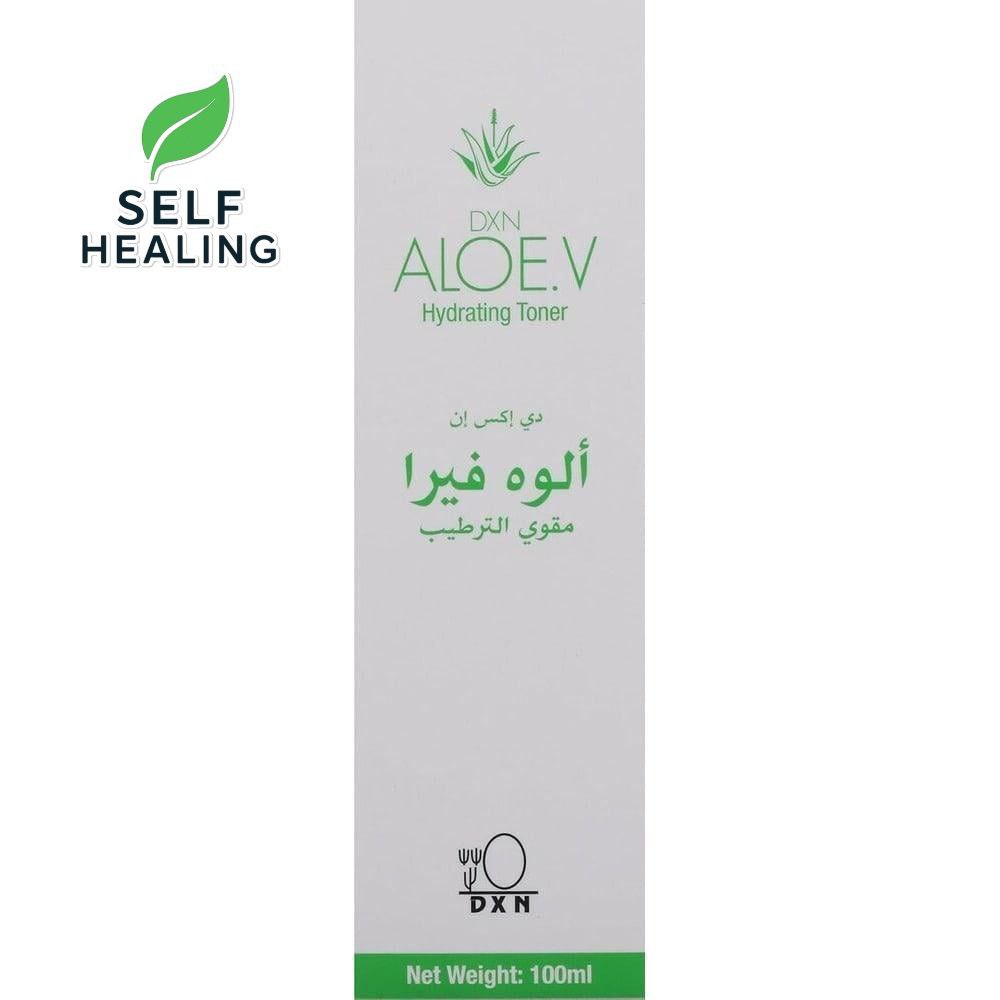 SELF
HEALING
DXN
ALOE.V
Hydrating Toner
دي إكس إن
ألوه فيرا
مقوي الترطيب
DXN
Net Weight: 100ml